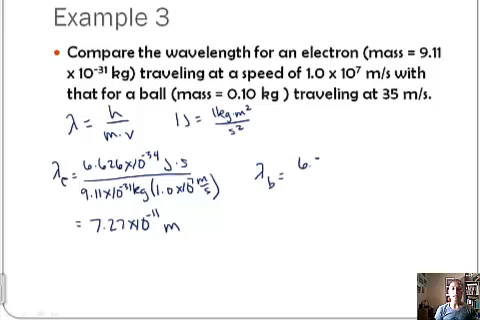 Example 3
• Compare the wavelength for an electron (mass = 9.11
x 10⁻³¹ kg) traveling at a speed of 1.0 x 10⁷ m/s with
that for a ball (mass = 0.10 kg ) traveling at 35 m/s.
λ = h / m·v    1J = 1kg·m² / s²
λe = 6.626x10⁻³⁴ J·s / 9.11x10⁻³¹kg (1.0x10⁷ m/s)    λb = 6.
= 7.27x10⁻¹¹ m